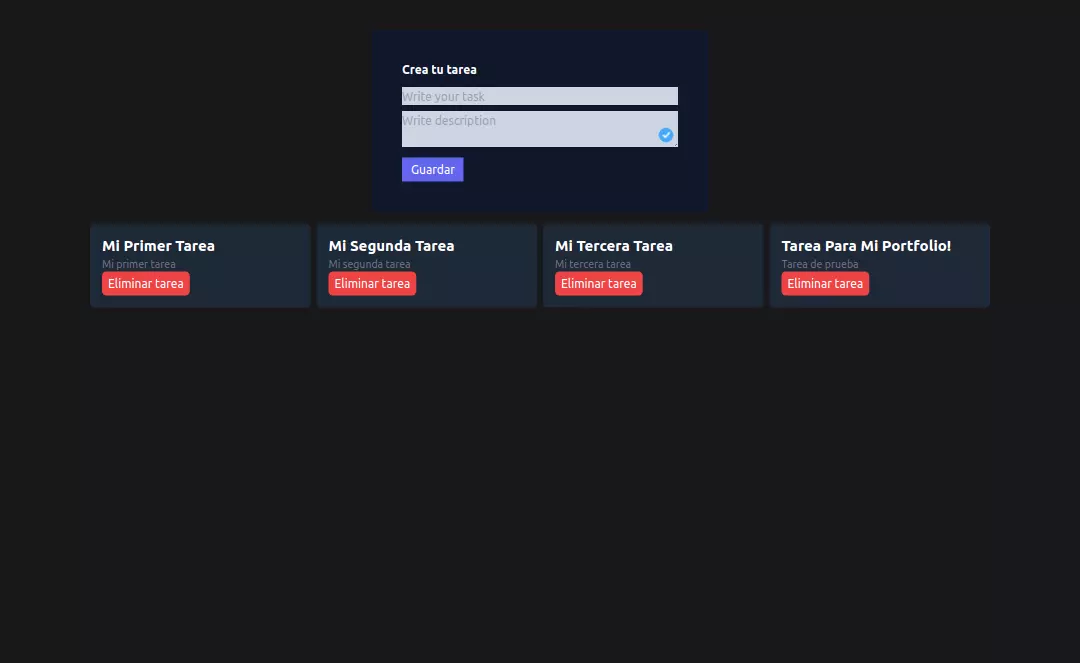 Crea tu tarea
Write your task
Write description
Guardar
Mi Primer Tarea
Mi primer tarea
Eliminar tarea
Mi Segunda Tarea
Mi segunda tarea
Eliminar tarea
Mi Tercera Tarea
Mi tercera tarea
Eliminar tarea
Tarea Para Mi Portfolio!
Tarea de prueba
Eliminar tarea